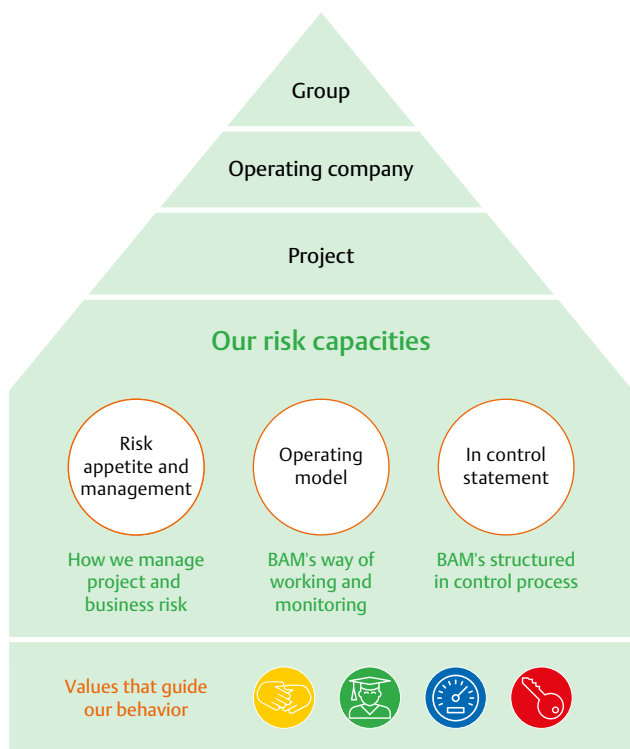 Group
Operating company
Project
Our risk capacities
Risk
appetite and
management
Operating
model
In control
statement
How we manage
project and
business risk
BAM's way of
working and
monitoring
BAM's structured
in control process
Values that guide
our behavior